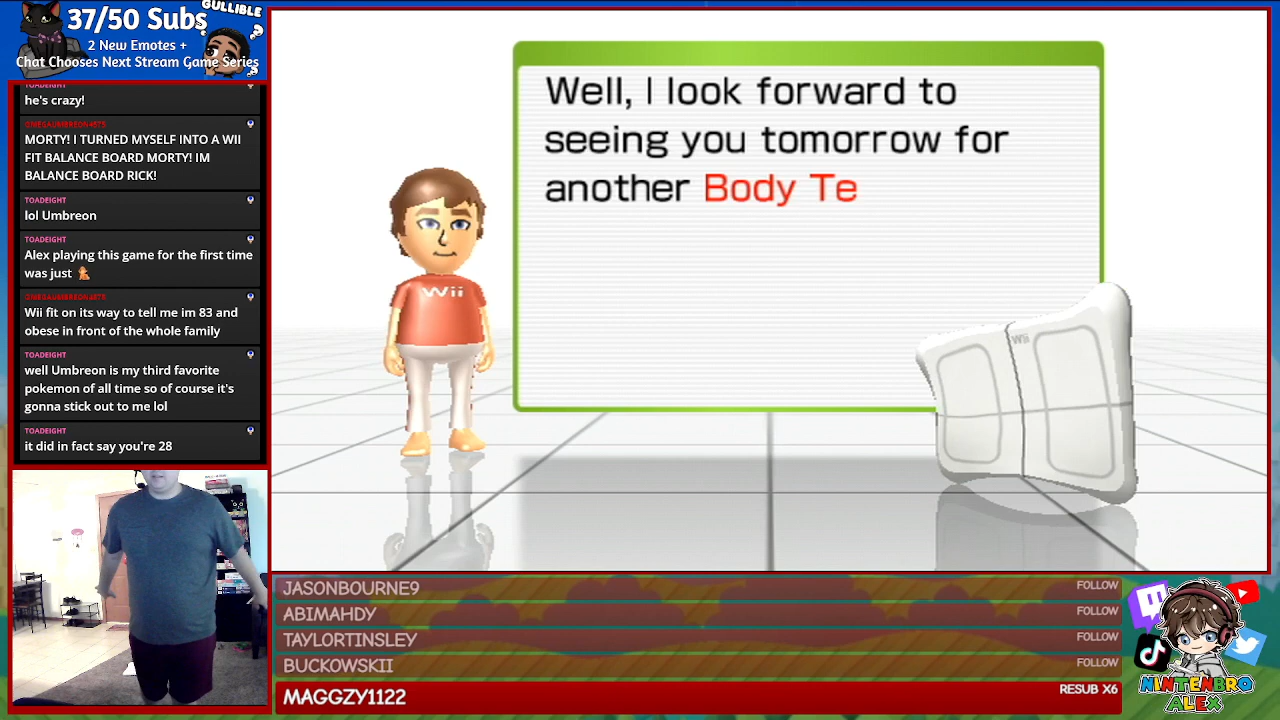 37/50 Subs
2 New Emotes +
Chat Chooses Next Stream Game Series
GULLIBLE
?
?
?
TOADEIGHT
he's crazy!
OMEGAUMBREON4575
MORTY! I TURNED MYSELF INTO A WII
FIT BALANCE BOARD MORTY! IM
BALANCE BOARD RICK!
TOADEIGHT
lol Umbreon
TOADEIGHT
Alex playing this game for the first time
was just
OMEGAUMBREON4575
Wii fit on its way to tell me im 83 and
obese in front of the whole family
TOADEIGHT
well Umbreon is my third favorite
pokemon of all time so of course it's
gonna stick out to me lol
TOADEIGHT
it did in fact say you're 28
Well, I look forward to
seeing you tomorrow for
another Body Te
Wii
Wii
JASONBOURNE9 FOLLOW
ABIMAHDY FOLLOW
TAYLORTINSLEY FOLLOW
BUCKOWSKII FOLLOW
MAGGZY1122 RESUB X6
NINTENBRO
ALEX